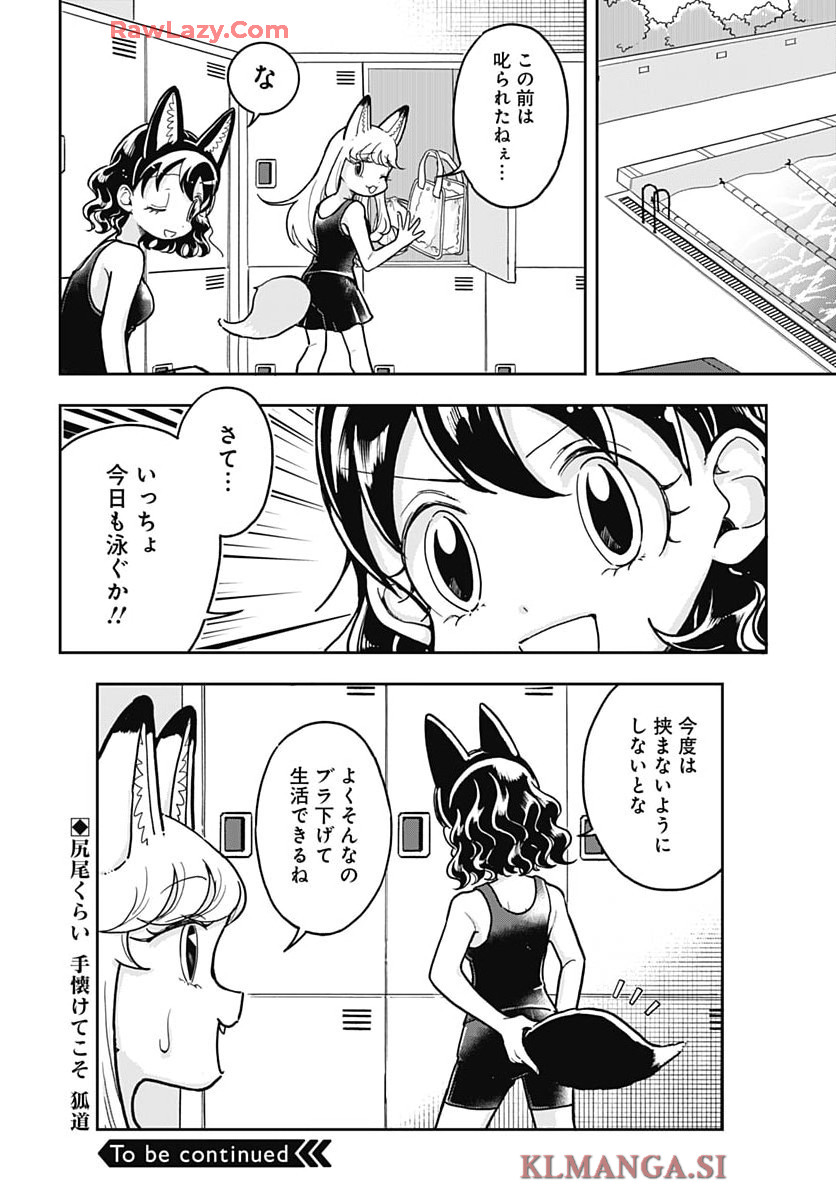 RawLazy.Com
この前は
叱られたねぇ
…
な
さて…
いっちょ
今日も泳ぐか!!
今度は
挟まないように
しないとな
よくそんなの
ブラ下げて
生活できるね
◆尻尾くらい 手懐けてこそ 狐道
To be continued
KLMANGA.SI